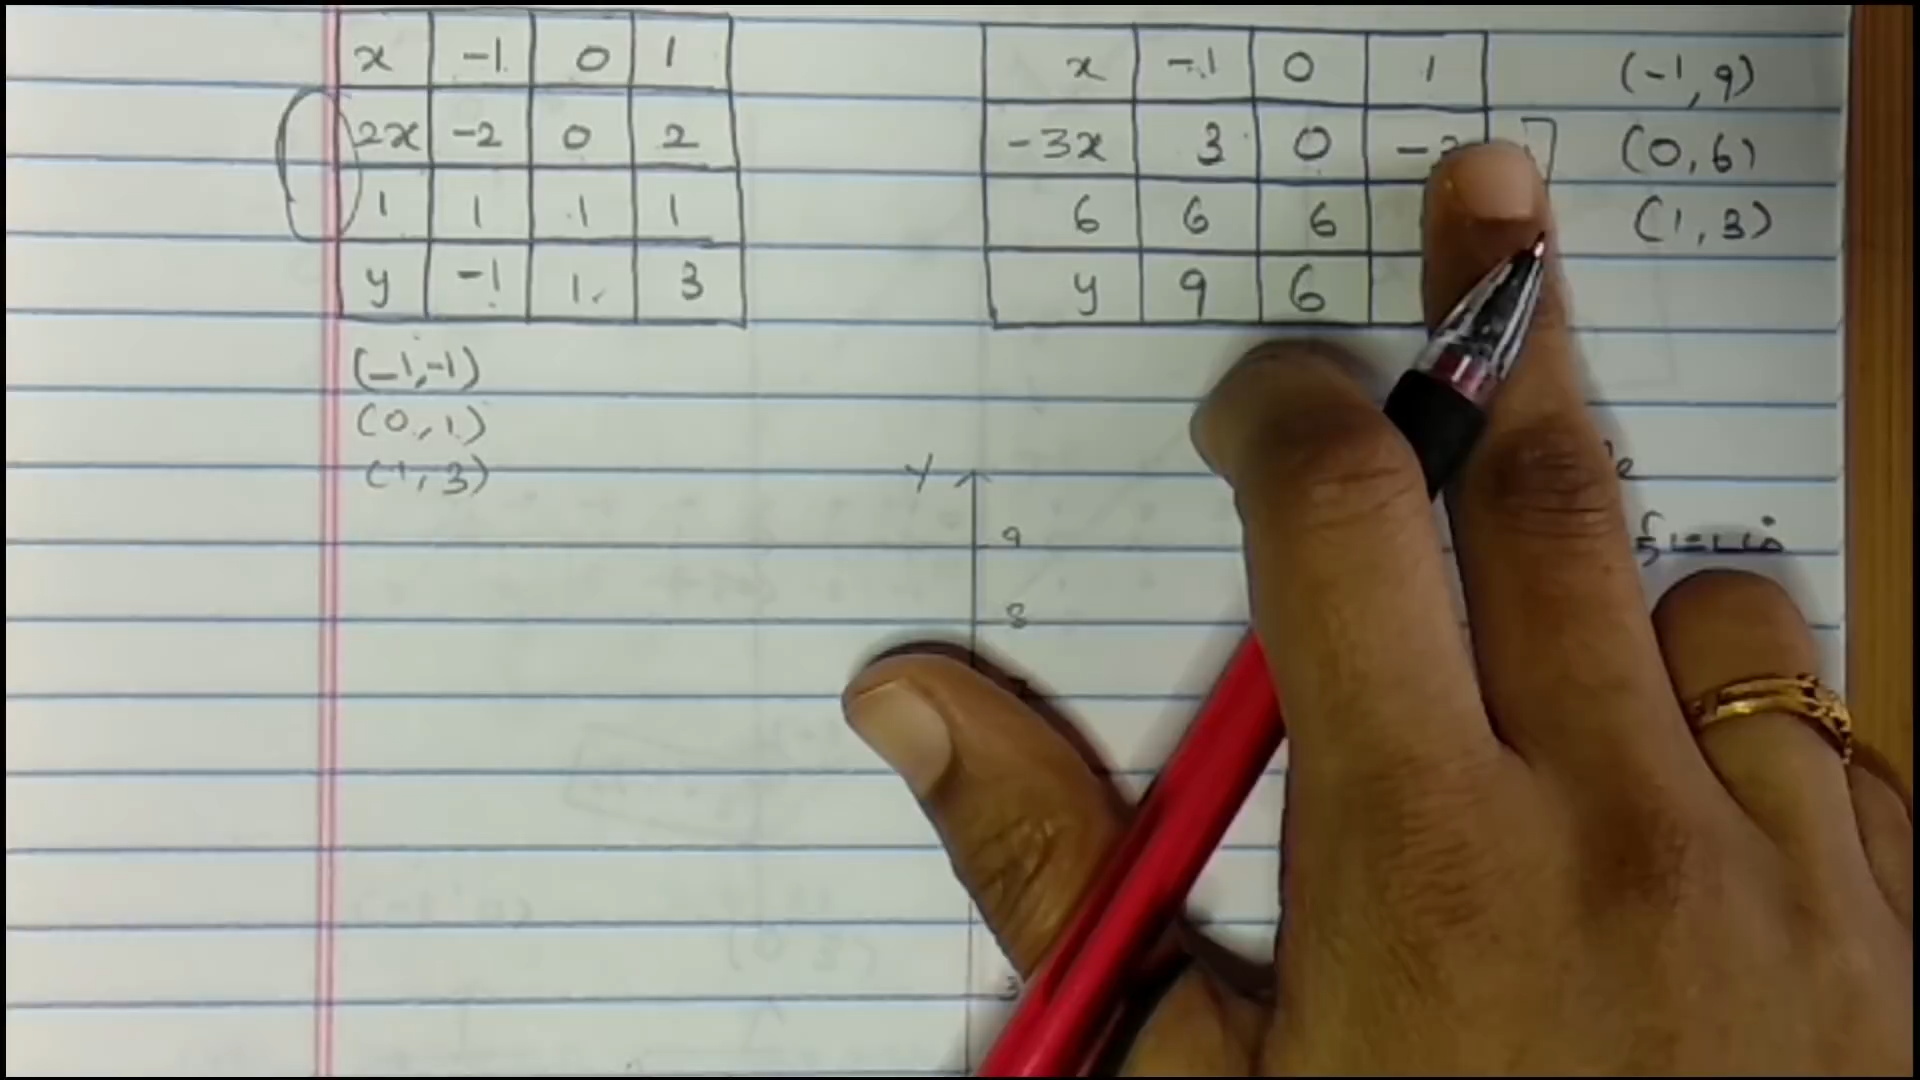 x -1 0 1
2x -2 0 2
1 1 1 1
y -1 1 3
(-1,-1)
(0,1)
(1,3)
x -1 0 1
-3x 3 0
6 6 6
y 9 6
(-1,9)
(0,6)
(1,3)
Y
9
8
3